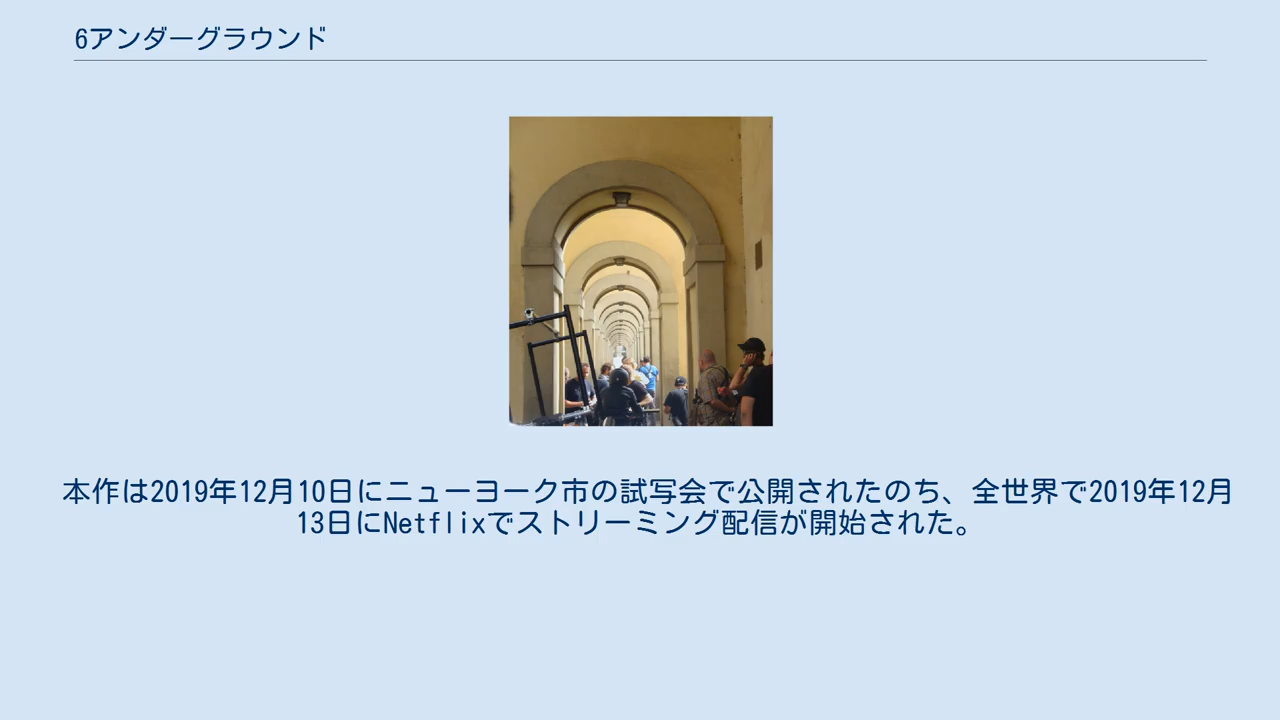 6アンダーグラウンド
本作は2019年12月10日にニューヨーク市の試写会で公開されたのち、全世界で2019年12月
13日にNetflixでストリーミング配信が開始された。